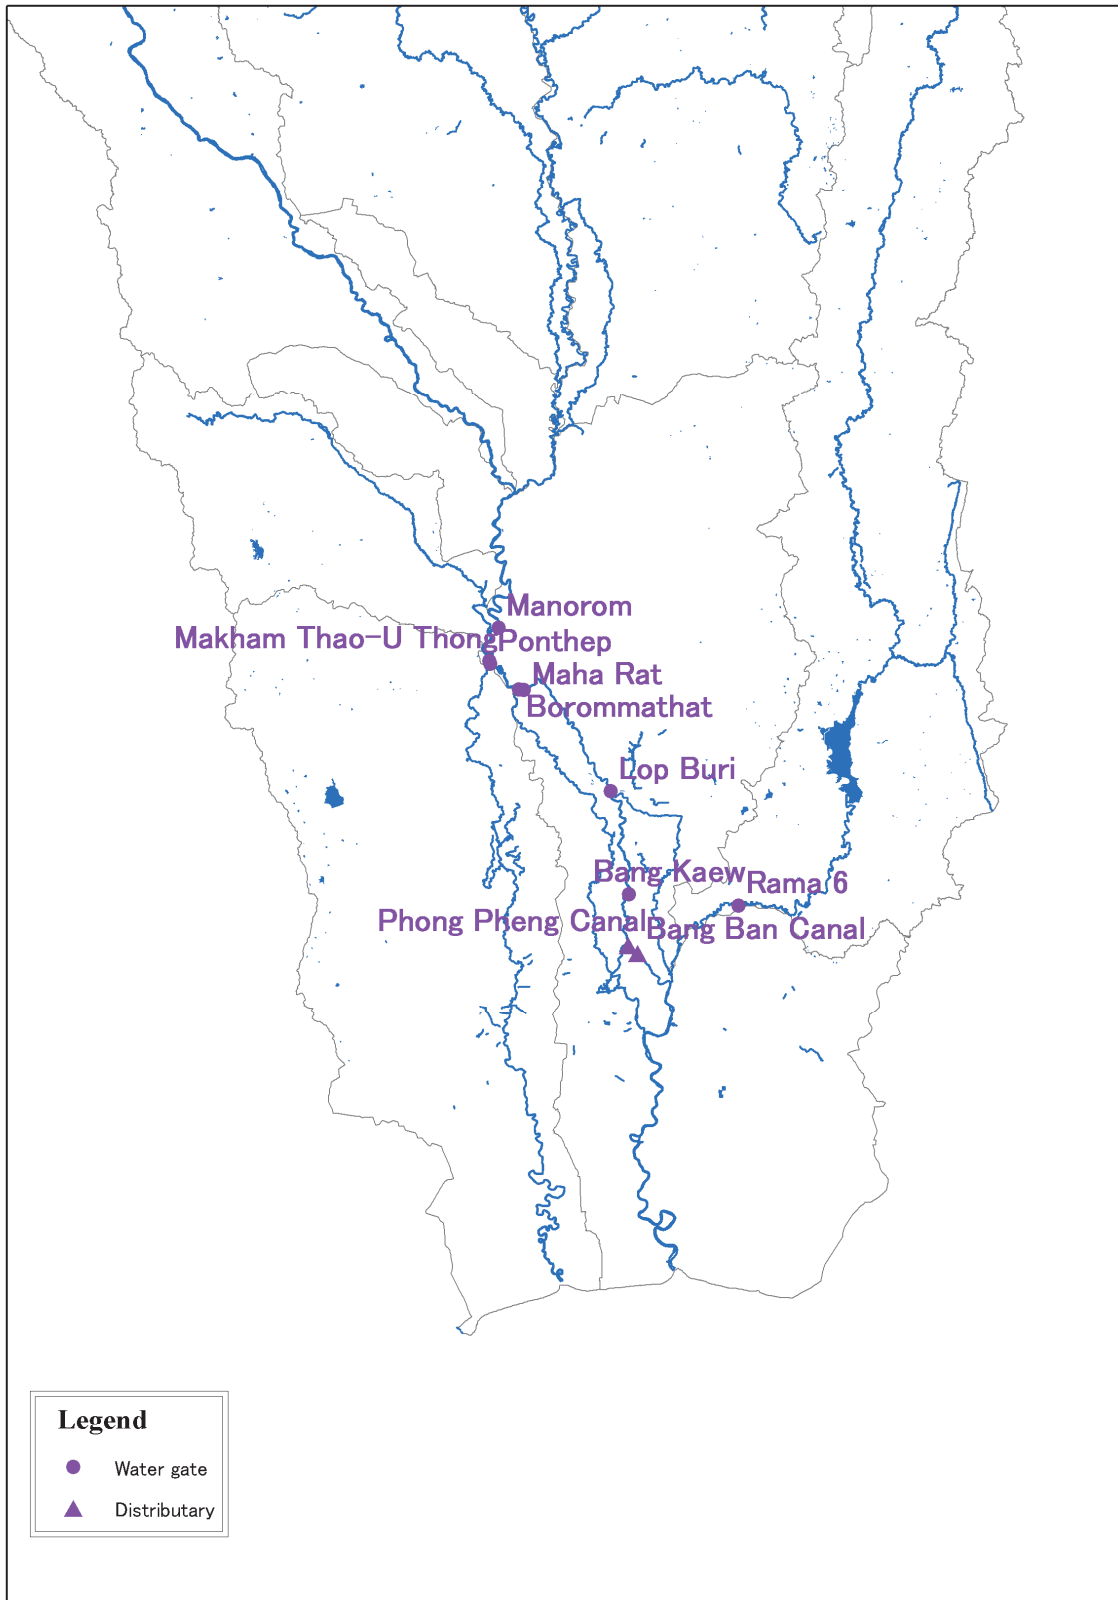 Manorom
Makham Thao-U Thong
Ponthep
Maha Rat
Borommathat
Lop Buri
Bang Kaew
Rama 6
Phong Pheng Canal
Bang Ban Canal
Legend
Water gate
Distributary